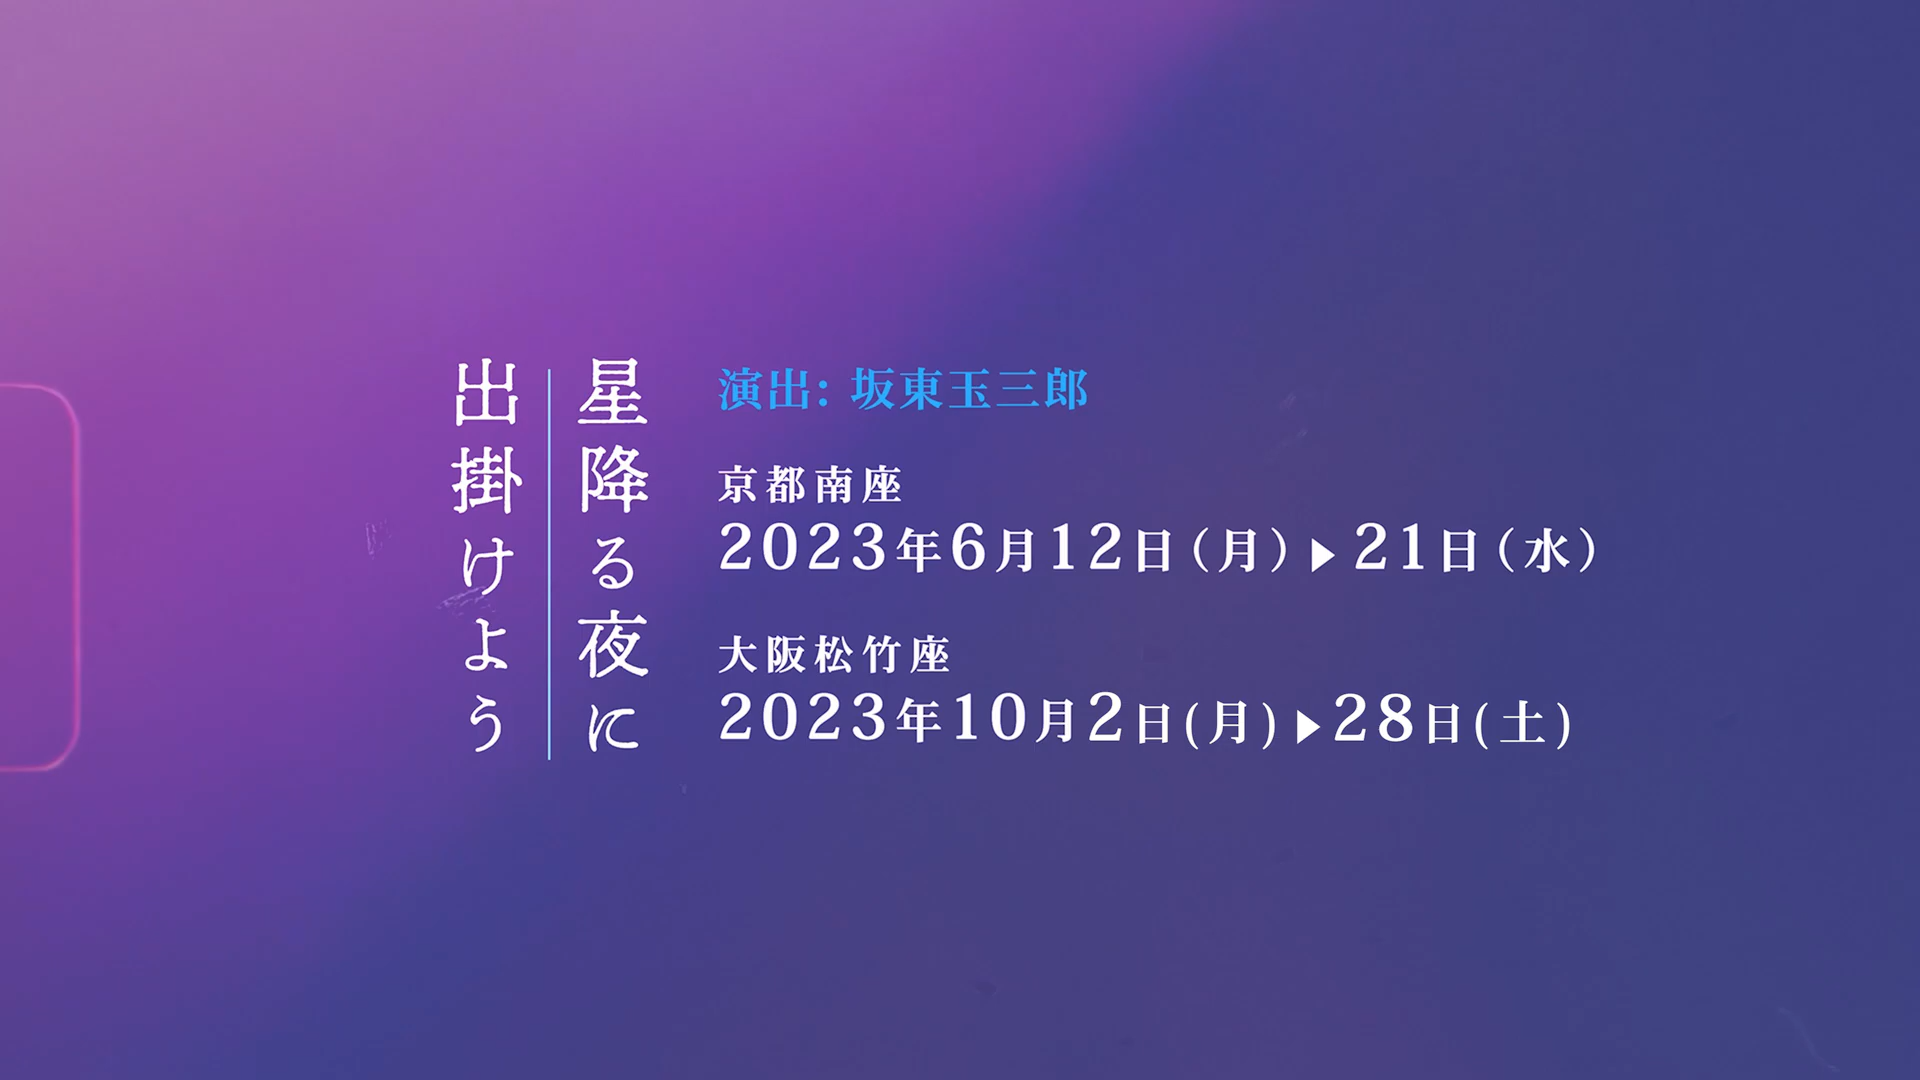 星降る夜に
出掛けよう
演出: 坂東玉三郎
京都南座
2023年6月12日(月)▶21日(水)
大阪松竹座
2023年10月2日(月)▶28日(土)